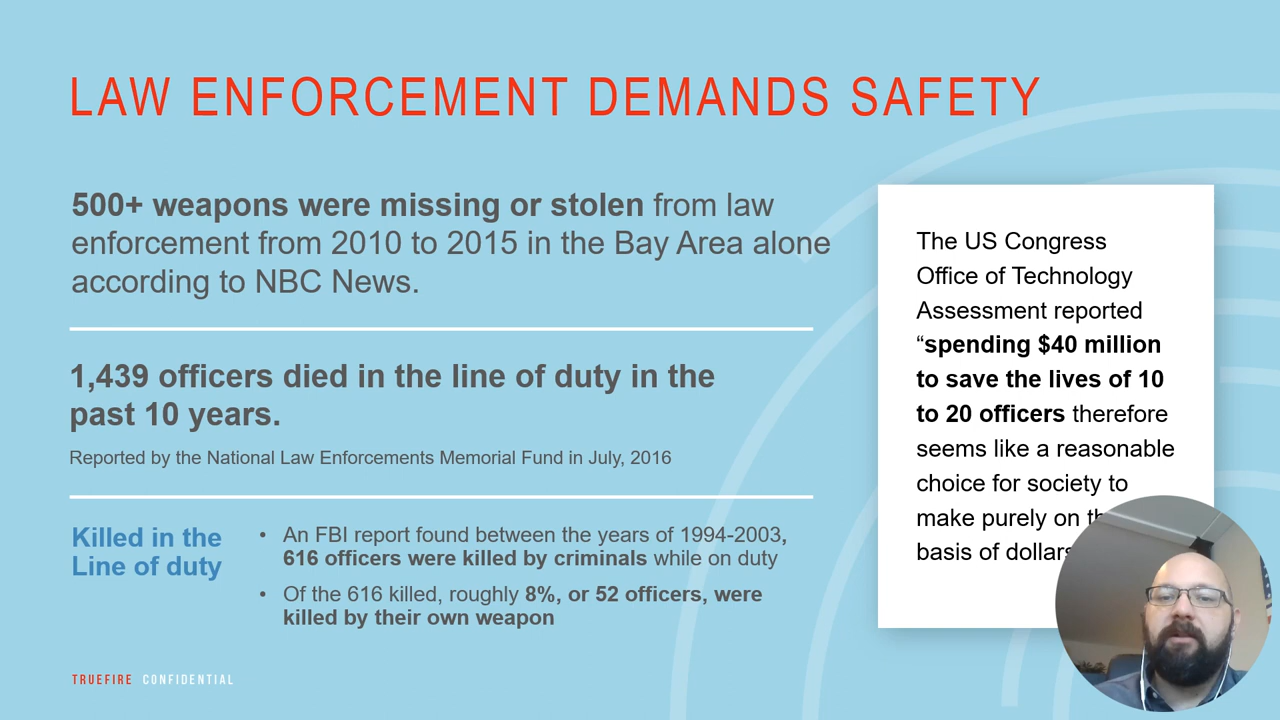 LAW ENFORCEMENT DEMANDS SAFETY
500+ weapons were missing or stolen from law
enforcement from 2010 to 2015 in the Bay Area alone
according to NBC News.
1,439 officers died in the line of duty in the
past 10 years.
Reported by the National Law Enforcements Memorial Fund in July, 2016
Killed in the
Line of duty
• An FBI report found between the years of 1994-2003,
616 officers were killed by criminals while on duty
• Of the 616 killed, roughly 8%, or 52 officers, were
killed by their own weapon
The US Congress
Office of Technology
Assessment reported
“spending $40 million
to save the lives of 10
to 20 officers therefore
seems like a reasonable
choice for society to
make purely on
basis of dollars
TRUEFIRE CONFIDENTIAL